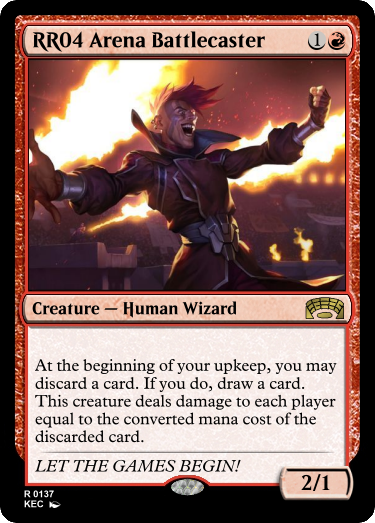 RR04 Arena Battlecaster 1
Creature — Human Wizard
At the beginning of your upkeep, you may
discard a card. If you do, draw a card.
This creature deals damage to each player
equal to the converted mana cost of the
discarded card.
LET THE GAMES BEGIN!
2/1
R 0137
KEC